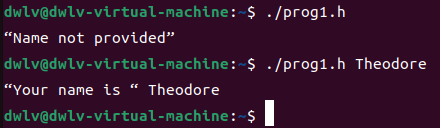 dwlv@dwlv-virtual-machine:~$ ./prog1.h
“Name not provided”
dwlv@dwlv-virtual-machine:~$ ./prog1.h Theodore
“Your name is “ Theodore
dwlv@dwlv-virtual-machine:~$